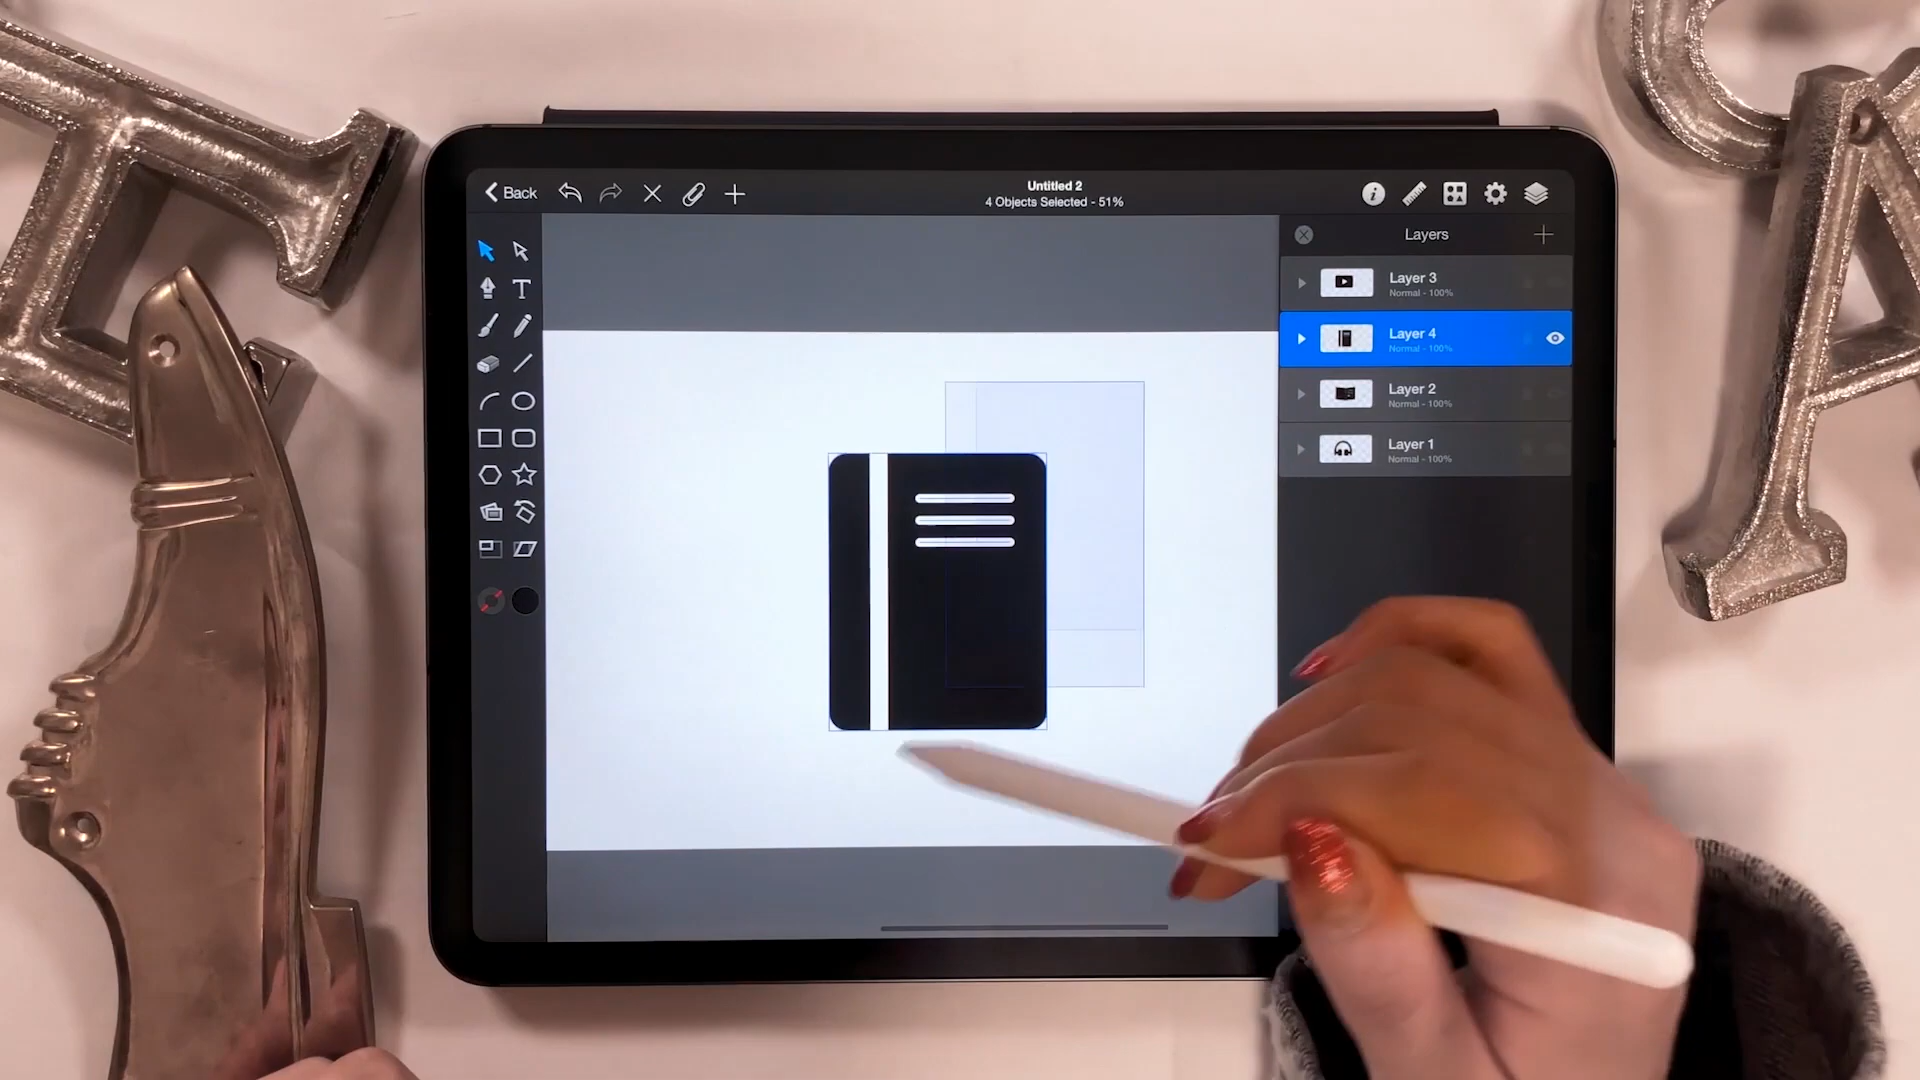 Back
Untitled 2
4 Objects Selected - 51%
Layers
Layer 3
Normal - 100%
Layer 4
Normal - 100%
Layer 2
Normal - 100%
Layer 1
Normal - 100%